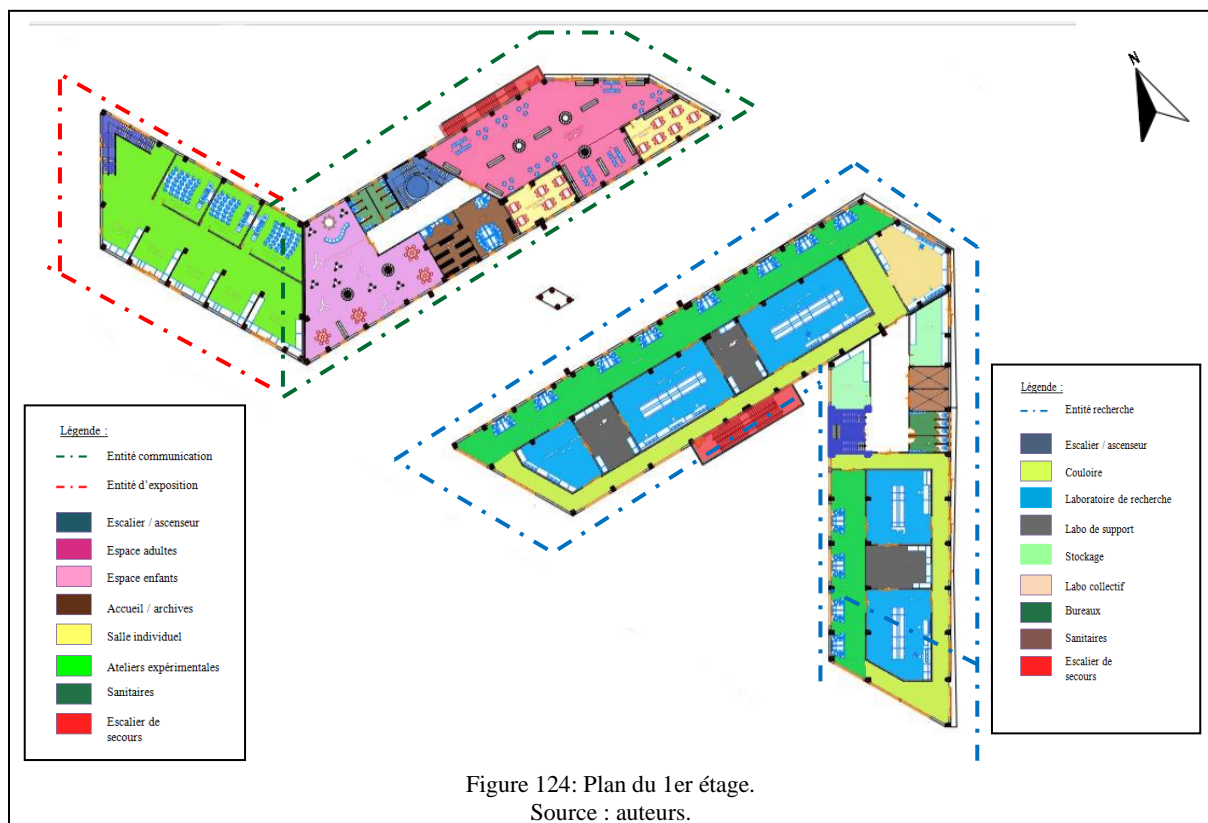 N
Légende :
Entité communication
Entité d'exposition
Escalier / ascenseur
Espace adultes
Espace enfants
Accueil / archives
Salle individuel
Ateliers expérimentales
Sanitaires
Escalier de
secours
Légende :
Entité recherche
Escalier / ascenseur
Couloire
Laboratoire de recherche
Labo de support
Stockage
Labo collectif
Bureaux
Sanitaires
Escalier de
secours
Figure 124: Plan du 1er étage.
Source : auteurs.